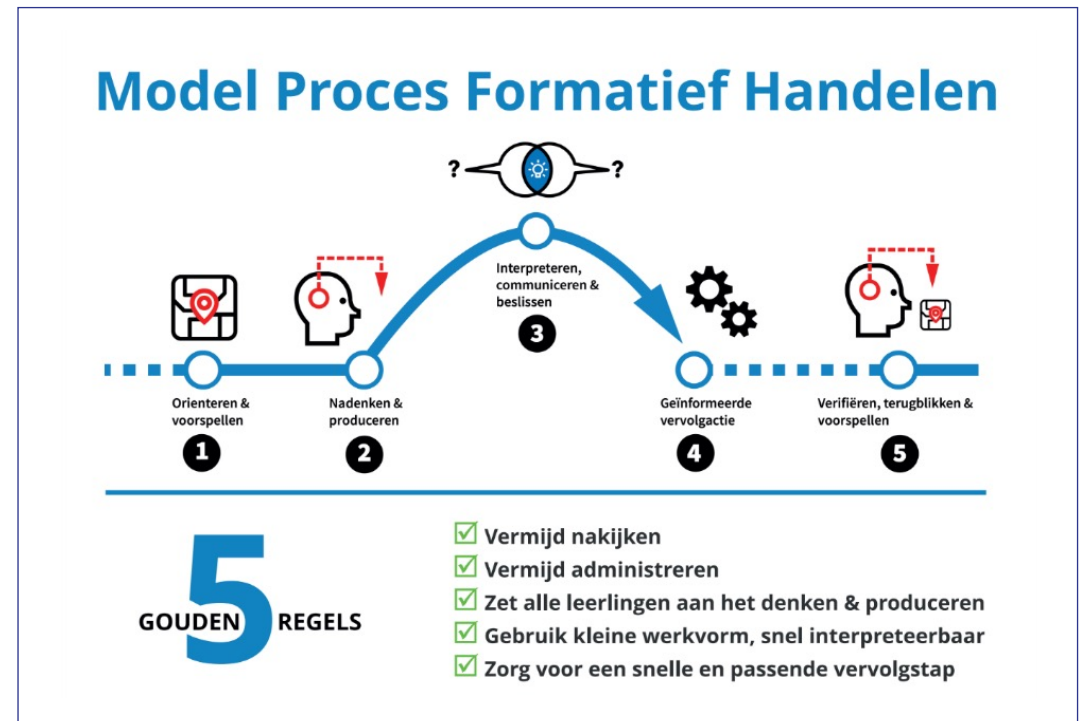 Model Proces Formatief Handelen
? ?
Orienteren &
voorspellen
1
Nadenken &
produceren
2
Interpreteren,
communiceren &
beslissen
3
Geïnformeerde
vervolgactie
4
Verifiëren, terugblikken &
voorspellen
5
5
GOUDEN REGELS
Vermijd nakijken
Vermijd administreren
Zet alle leerlingen aan het denken & produceren
Gebruik kleine werkvorm, snel interpreteerbaar
Zorg voor een snelle en passende vervolgstap